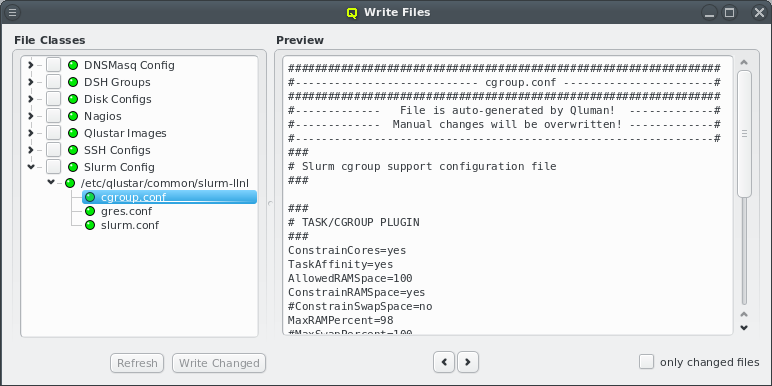 Write Files
File Classes
DNSMasq Config
DSH Groups
Disk Configs
Nagios
Qlustar Images
SSH Configs
Slurm Config
/etc/qlustar/common/slurm-llnl
cgroup.conf
gres.conf
slurm.conf
Refresh
Write Changed
Preview
#################################################################
#---------------------------- cgroup.conf -----------------------#
#################################################################
#------------- File is auto-generated by Qluman! -------------#
#------------- Manual changes will be overwritten! -------------#
#---------------------------------------------------------------#
###
# Slurm cgroup support configuration file
###
###
# TASK/CGROUP PLUGIN
###
ConstrainCores=yes
TaskAffinity=yes
AllowedRAMSpace=100
ConstrainRAMSpace=yes
#ConstrainSwapSpace=no
MaxRAMPercent=98
#MaxSwapPercent=100
only changed files